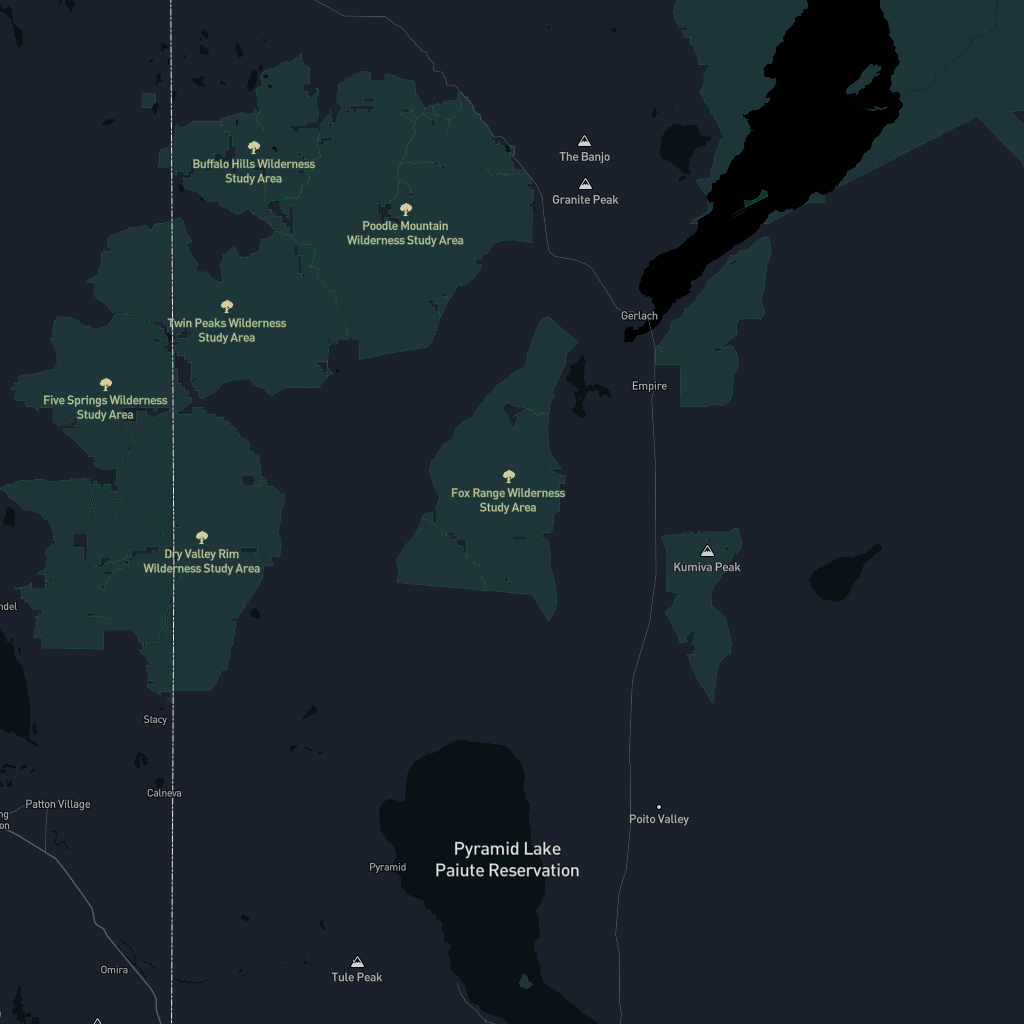 The Banjo
Buffalo Hills Wilderness
Study Area
Granite Peak
Poodle Mountain
Wilderness Study Area
Gerlach
Twin Peaks Wilderness
Study Area
Empire
Five Springs Wilderness
Study Area
Fox Range Wilderness
Study Area
Dry Valley Rim
Wilderness Study Area
Kumiva Peak
ndel
Stacy
Calneva
Patton Village
ng
on
Poito Valley
Pyramid Lake
Paiute Reservation
Pyramid
Omira
Tule Peak